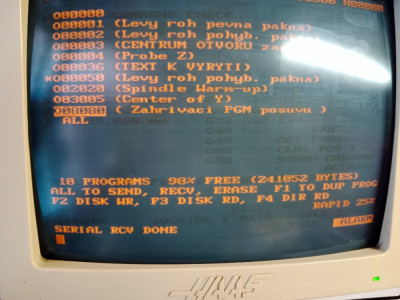 O00000
O00001 (Levy roh pevna pakna)
O00002 (Levy roh pohyb. pakna)
O00003 (CENTRUM OTVORU
O00004 (Probe Z)
O00036 (TEXT K VYRYTI)
*O00050 (Levy roh pohyb. pakna)
O02020 (Spindle Warm-up)
O03005 (Center of Y)
O08080 ( Zahrivaci PGM posuvu )
ALL
10 PROGRAMS 98% FREE (241052 BYTES)
ALL TO SEND, RECV, ERASE F1 TO DUP PROG
F2 DISK WR, F3 DISK RD, F4 DIR RD
RAPID 25%
ALARM
SERIAL RCV DONE
HAAS